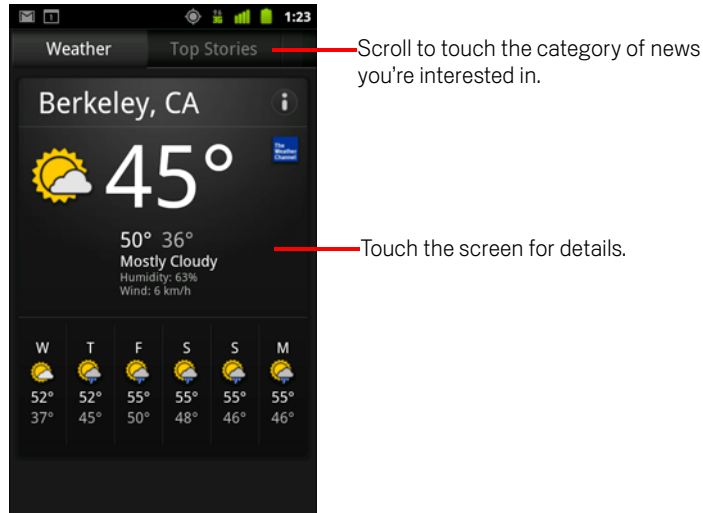 1
3G
1:23
Weather
Top Stories
Scroll to touch the category of news
you're interested in.
Berkeley, CA
i
The
Weather
Channel
45°
50° 36°
Mostly Cloudy
Humidity: 63%
Wind: 6 km/h
Touch the screen for details.
W T F S S M
52° 52° 55° 55° 55° 55°
37° 45° 50° 48° 46° 46°